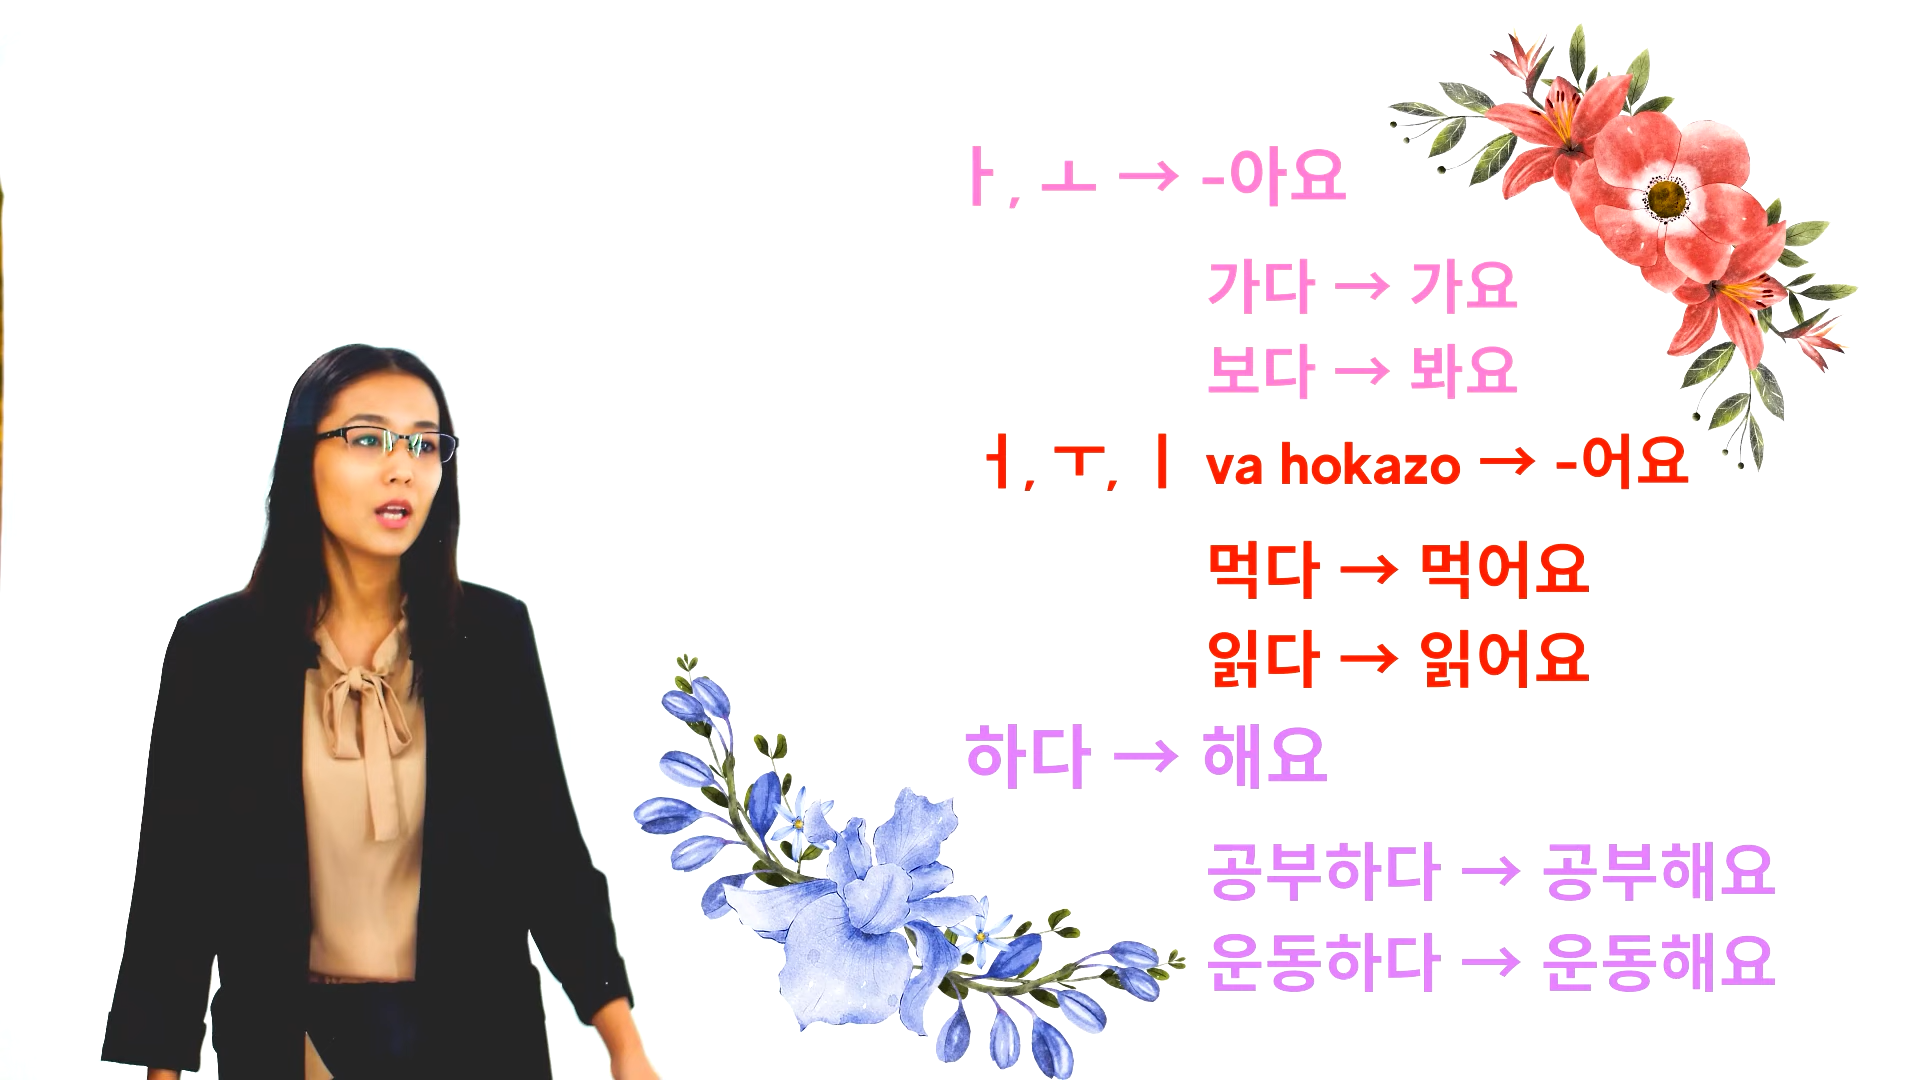 ㅏ, ㅗ → -아요
가다 → 가요
보다 → 봐요
ㅓ, ㅜ, ㅣ va hokazo → -어요
먹다 → 먹어요
읽다 → 읽어요
하다 → 해요
공부하다 → 공부해요
운동하다 → 운동해요